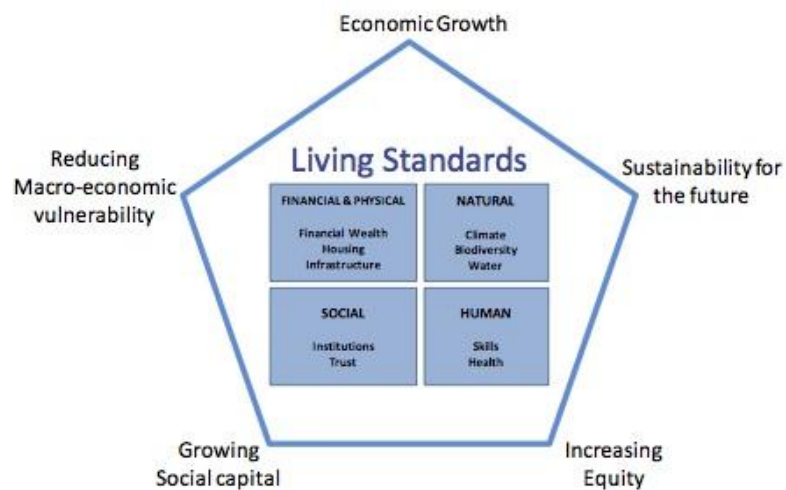 Economic Growth
Reducing
Macro-economic
vulnerability
Living Standards
Sustainability for
the future
FINANCIAL & PHYSICAL
Financial Wealth
Housing
Infrastructure
NATURAL
Climate
Biodiversity
Water
SOCIAL
Institutions
Trust
HUMAN
Skills
Health
Growing
Social capital
Increasing
Equity